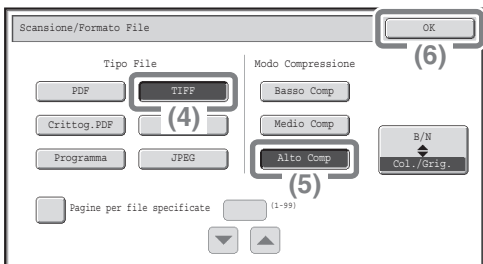 Scansione/Formato File
OK
(6)
Tipo File
Modo Compressione
PDF
TIFF
Basso Comp
Crittog.PDF
(4)
Medio Comp
B/N
Col./Grig.
Programma
JPEG
Alto Comp
(5)
Pagine per file specificate
(1-99)